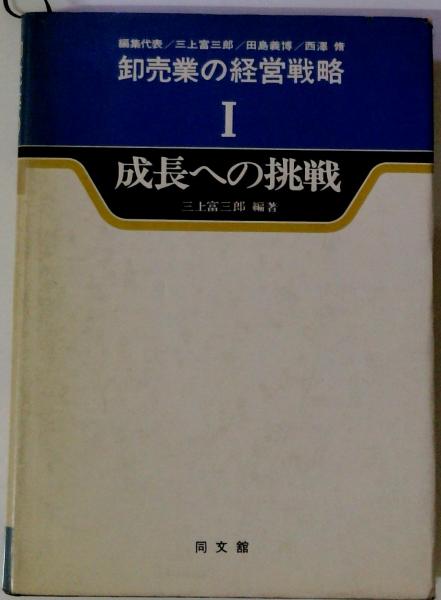 編集代表／三上富三郎／田島義博／西澤 脩
卸売業の経営戦略
I
成長への挑戦
三上富三郎 編著
同文舘